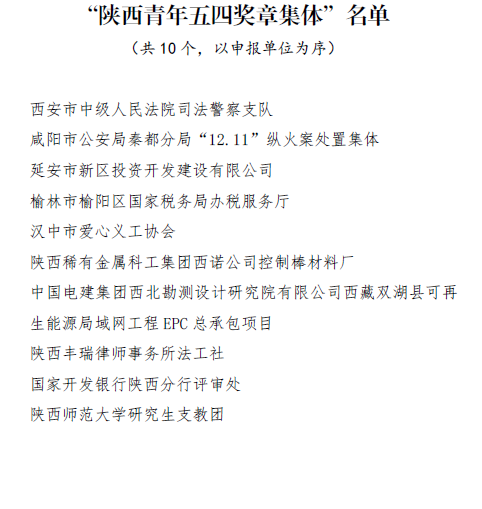 “陕西青年五四奖章集体”名单
（共 10 个，以申报单位为序）
西安市中级人民法院司法警察支队
咸阳市公安局秦都分局“12.11”纵火案处置集体
延安市新区投资开发建设有限公司
榆林市榆阳区国家税务局办税服务厅
汉中市爱心义工协会
陕西稀有金属科工集团西诺公司控制棒材料厂
中国电建集团西北勘测设计研究院有限公司西藏双湖县可再
生能源局域网工程 EPC 总承包项目
陕西丰瑞律师事务所法工社
国家开发银行陕西分行评审处
陕西师范大学研究生支教团